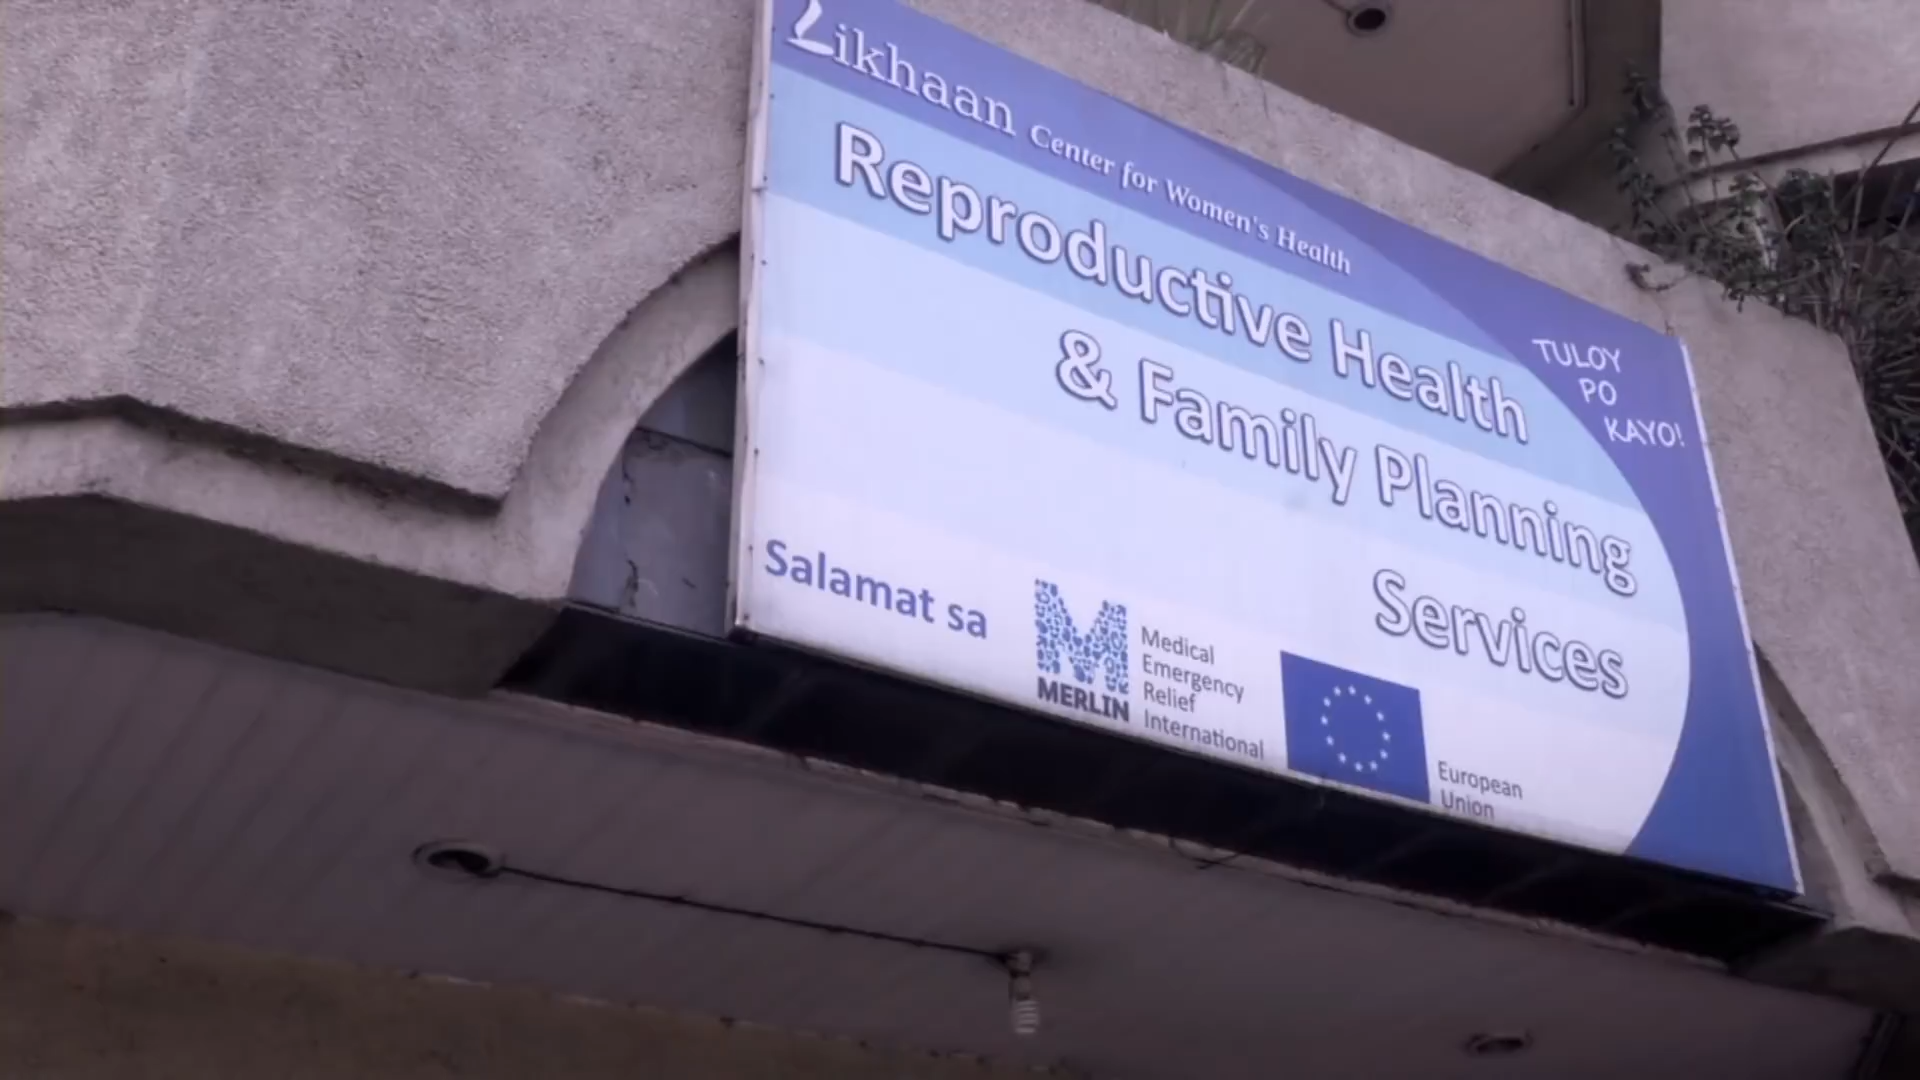 Likhaan Center for Women's Health
Reproductive Health
& Family Planning
Services
TULOY
PO
KAYO!
Salamat sa
MERLIN
Medical
Emergency
Relief
International
European
Union